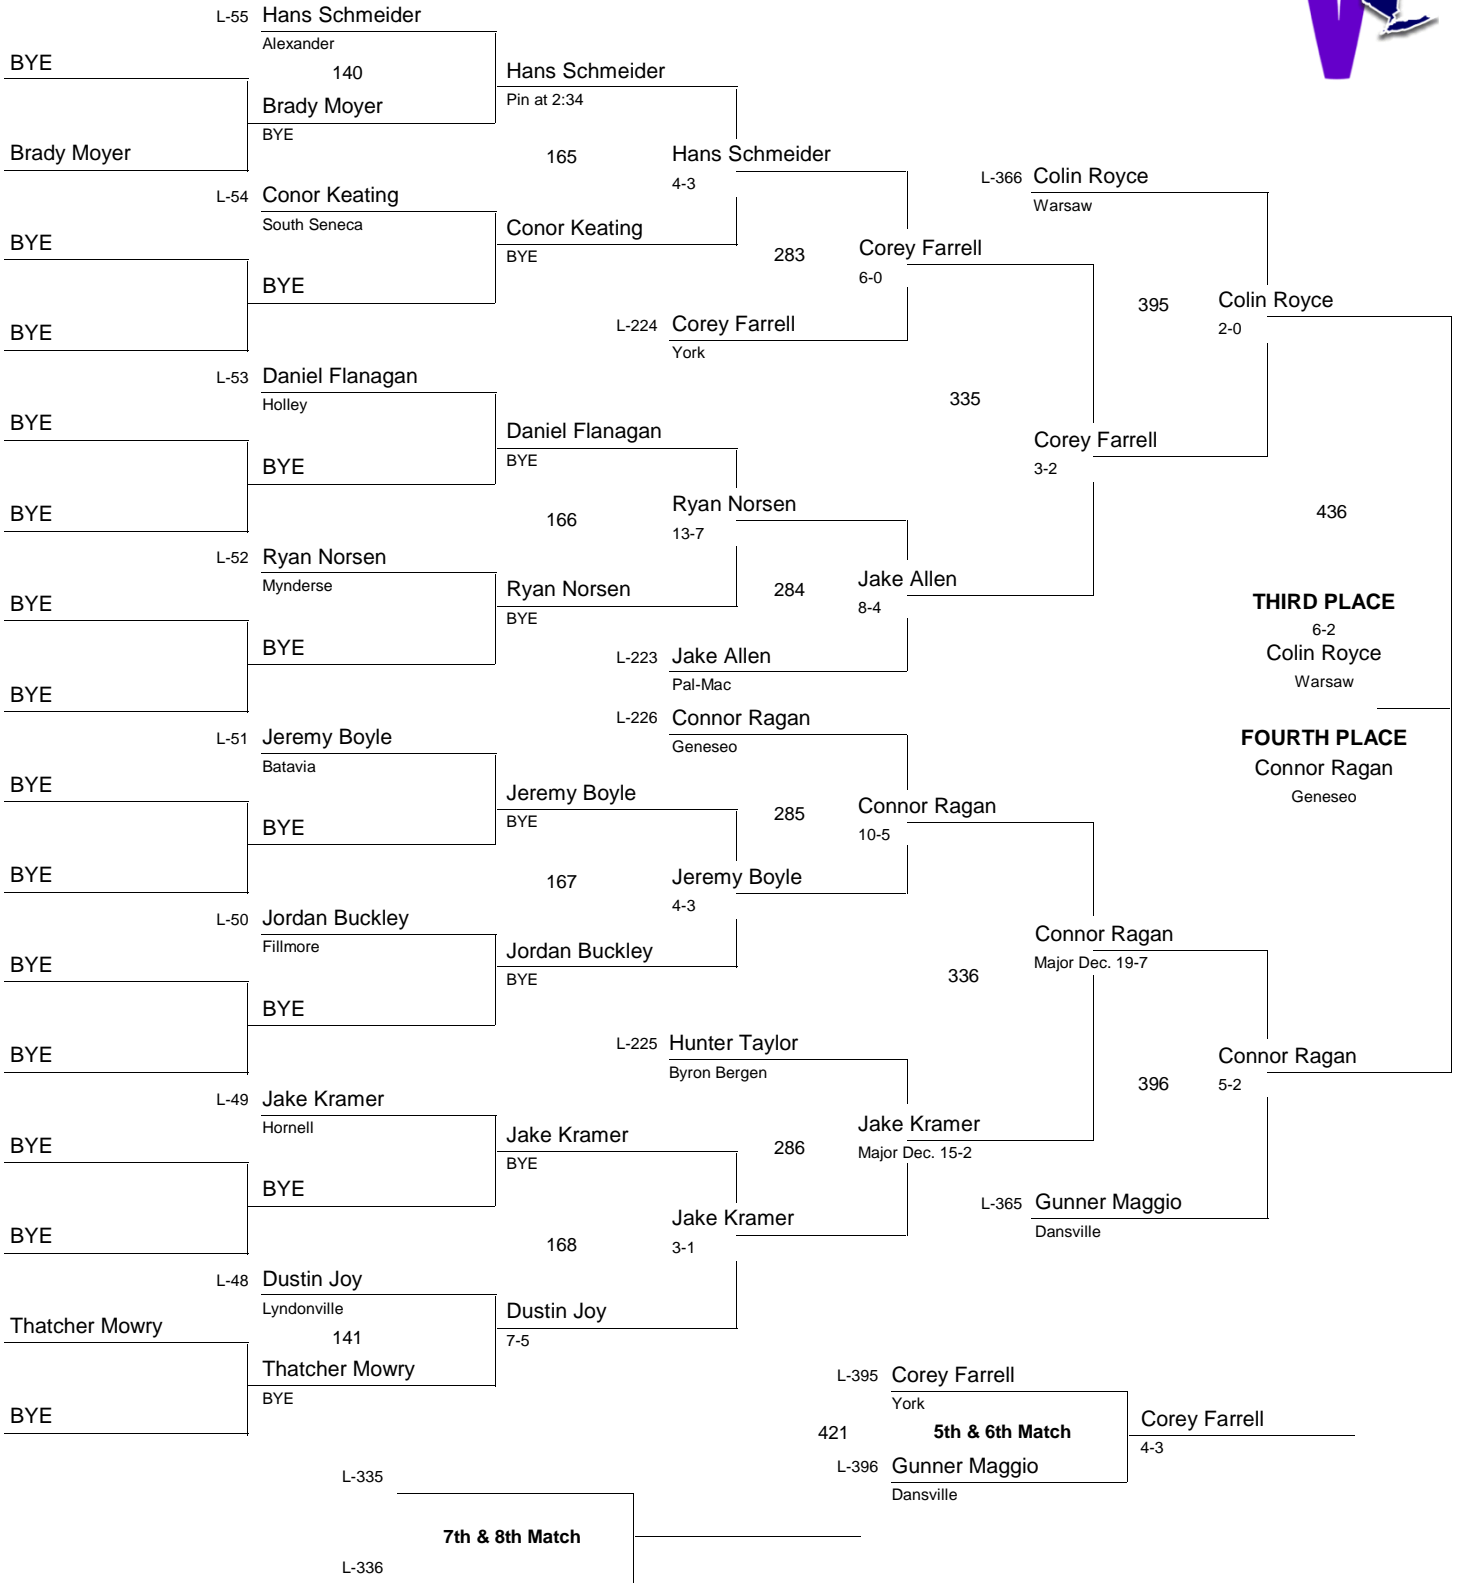 L-55 Hans Schmeider
Alexander
BYE
140
Hans Schmeider
Pin at 2:34
Brady Moyer
BYE
Brady Moyer
165
Hans Schmeider
4-3
L-366 Colin Royce
Warsaw
L-54 Conor Keating
South Seneca
Conor Keating
BYE
BYE
283
Corey Farrell
6-0
BYE
395
Colin Royce
2-0
L-224 Corey Farrell
York
BYE
L-53 Daniel Flanagan
Holley
335
BYE
Daniel Flanagan
BYE
Corey Farrell
3-2
BYE
Ryan Norsen
13-7
BYE
166
436
L-52 Ryan Norsen
Mynderse
Ryan Norsen
BYE
284
Jake Allen
8-4
BYE
THIRD PLACE
6-2
Colin Royce
Warsaw
BYE
L-223 Jake Allen
Pal-Mac
BYE
L-226 Connor Ragan
Geneseo
L-51 Jeremy Boyle
Batavia
FOURTH PLACE
Connor Ragan
Geneseo
BYE
Jeremy Boyle
BYE
285
Connor Ragan
10-5
BYE
BYE
167
Jeremy Boyle
4-3
L-50 Jordan Buckley
Fillmore
Jordan Buckley
BYE
Connor Ragan
Major Dec. 19-7
BYE
336
BYE
L-225 Hunter Taylor
Byron Bergen
BYE
Connor Ragan
5-2
396
L-49 Jake Kramer
Hornell
Jake Kramer
BYE
BYE
286
Jake Kramer
Major Dec. 15-2
BYE
L-365 Gunner Maggio
Dansville
Jake Kramer
3-1
BYE
168
L-48 Dustin Joy
Lyndonville
Dustin Joy
7-5
Thatcher Mowry
141
Thatcher Mowry
BYE
BYE
L-395 Corey Farrell
York
421
5th & 6th Match
Corey Farrell
4-3
L-396 Gunner Maggio
Dansville
L-335
7th & 8th Match
L-336